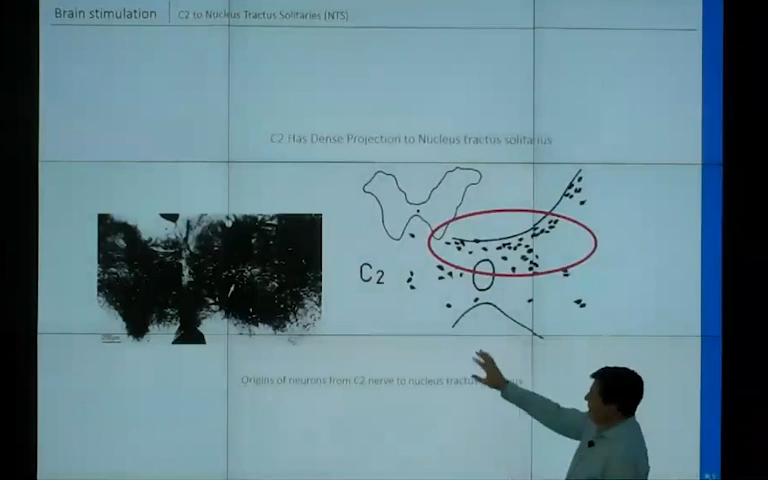 Brain stimulation
C2 to Nucleus Tractus Solitaries (NTS)
C2 Has Dense Projection to Nucleus tractus solitarius
C2
Origins of neurons from C2 nerve to nucleus